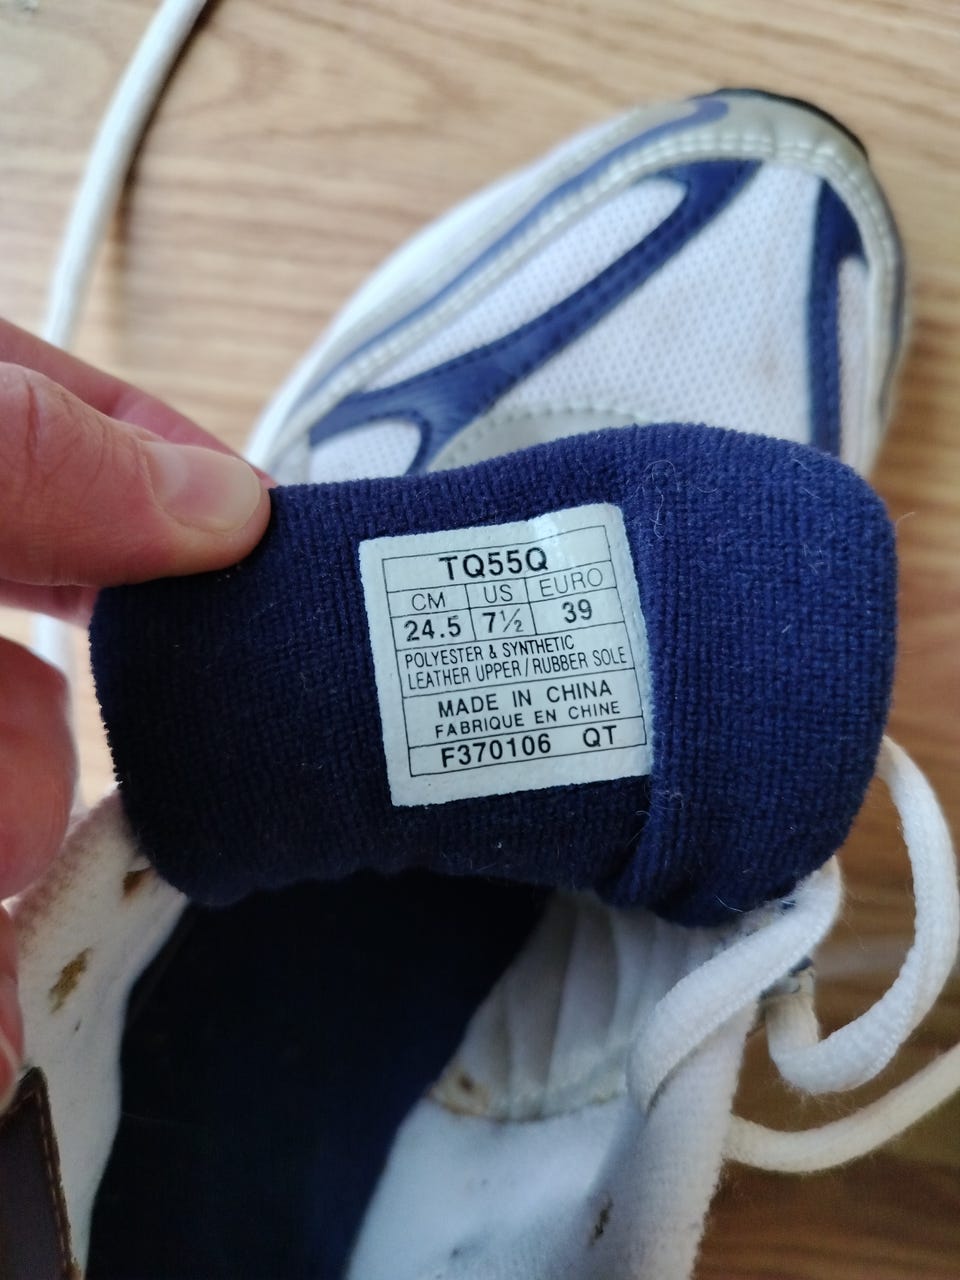 TQ55Q
CM US EURO
24.5 7½ 39
POLYESTER & SYNTHETIC
LEATHER UPPER / RUBBER SOLE
MADE IN CHINA
FABRIQUE EN CHINE
F370106 QT